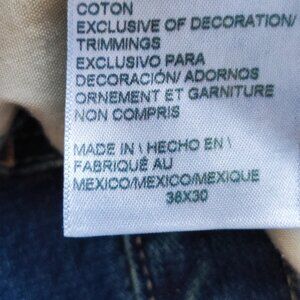 COTON
EXCLUSIVE OF DECORATION/
TRIMMINGS
EXCLUSIVO PARA
DECORACIÓN/ ADORNOS
ORNEMENT ET GARNITURE
NON COMPRIS
MADE IN \ HECHO EN \
FABRIQUÉ AU
MEXICO/MEXICO/MEXIQUE
36X30